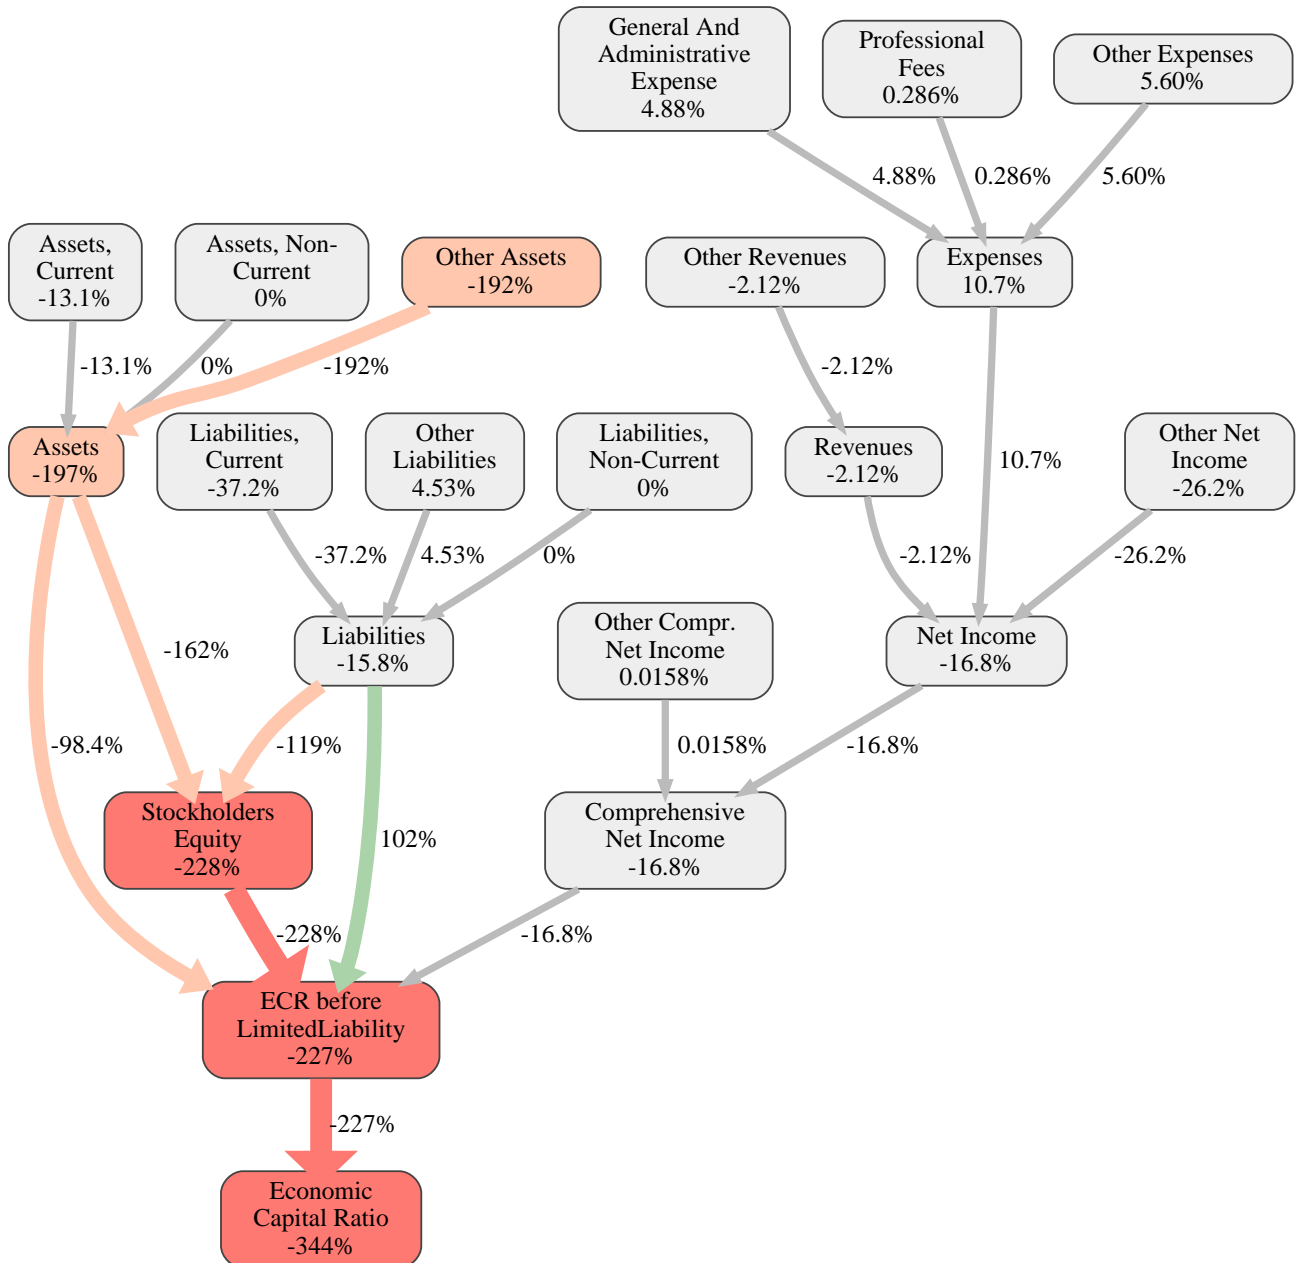 General And
Administrative
Expense
4.88%
Professional
Fees
0.286%
Other Expenses
5.60%
4.88%
0.286%
5.60%
Assets,
Current
-13.1%
Assets, Non-
Current
0%
Other Assets
-192%
Other Revenues
-2.12%
Expenses
10.7%
-13.1%
0%
-192%
-2.12%
Assets
-197%
Liabilities,
Current
-37.2%
Other
Liabilities
4.53%
Liabilities,
Non-Current
0%
Revenues
-2.12%
10.7%
Other Net
Income
-26.2%
-37.2%
4.53%
0%
-2.12%
-26.2%
-162%
Liabilities
-15.8%
Other Compr.
Net Income
0.0158%
Net Income
-16.8%
-98.4%
-119%
0.0158%
-16.8%
Stockholders
Equity
-228%
102%
Comprehensive
Net Income
-16.8%
-228%
-16.8%
ECR before
LimitedLiability
-227%
-227%
Economic
Capital Ratio
-344%